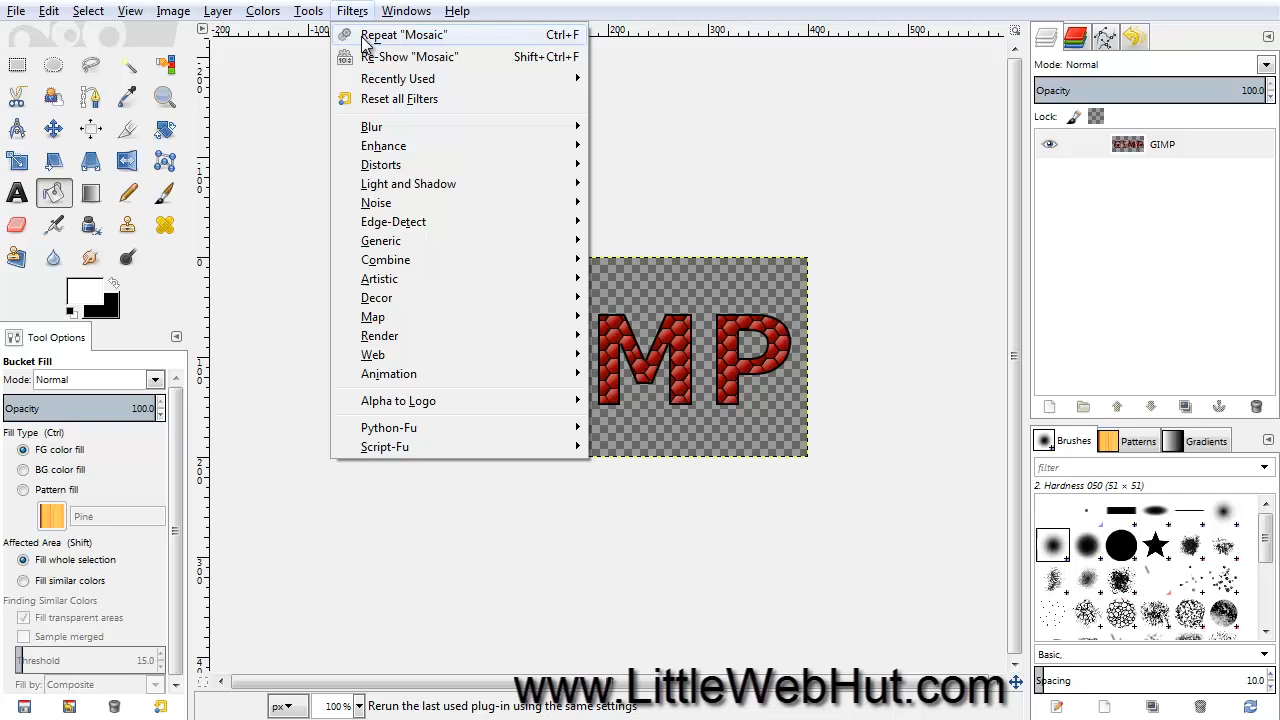 File Edit Select View Image Layer Colors Tools Filters Windows Help
-200 -100 200 300 400 500
Repeat "Mosaic" Ctrl+F
Re-Show "Mosaic" Shift+Ctrl+F
Recently Used
Reset all Filters
Blur
Enhance
Distorts
Light and Shadow
Noise
Edge-Detect
Generic
Combine
Artistic
Decor
Map
Render
Web
Animation
Alpha to Logo
Python-Fu
Script-Fu
MP
Tool Options
Bucket Fill
Mode: Normal
Opacity 100.0
Fill Type (Ctrl)
FG color fill
BG color fill
Pattern fill
Pine
Affected Area (Shift)
Fill whole selection
Fill similar colors
Finding Similar Colors
Fill transparent areas
Sample merged
Threshold 15.0
Fill by: Composite
Mode: Normal
Opacity 100.0
Lock:
GIMP
Brushes Patterns Gradients
filter
2. Hardness 050 (51 × 51)
Basic,
Spacing 10.0
px 100 % Rerun the last used plug-in using the same settings
www.LittleWebHut.com